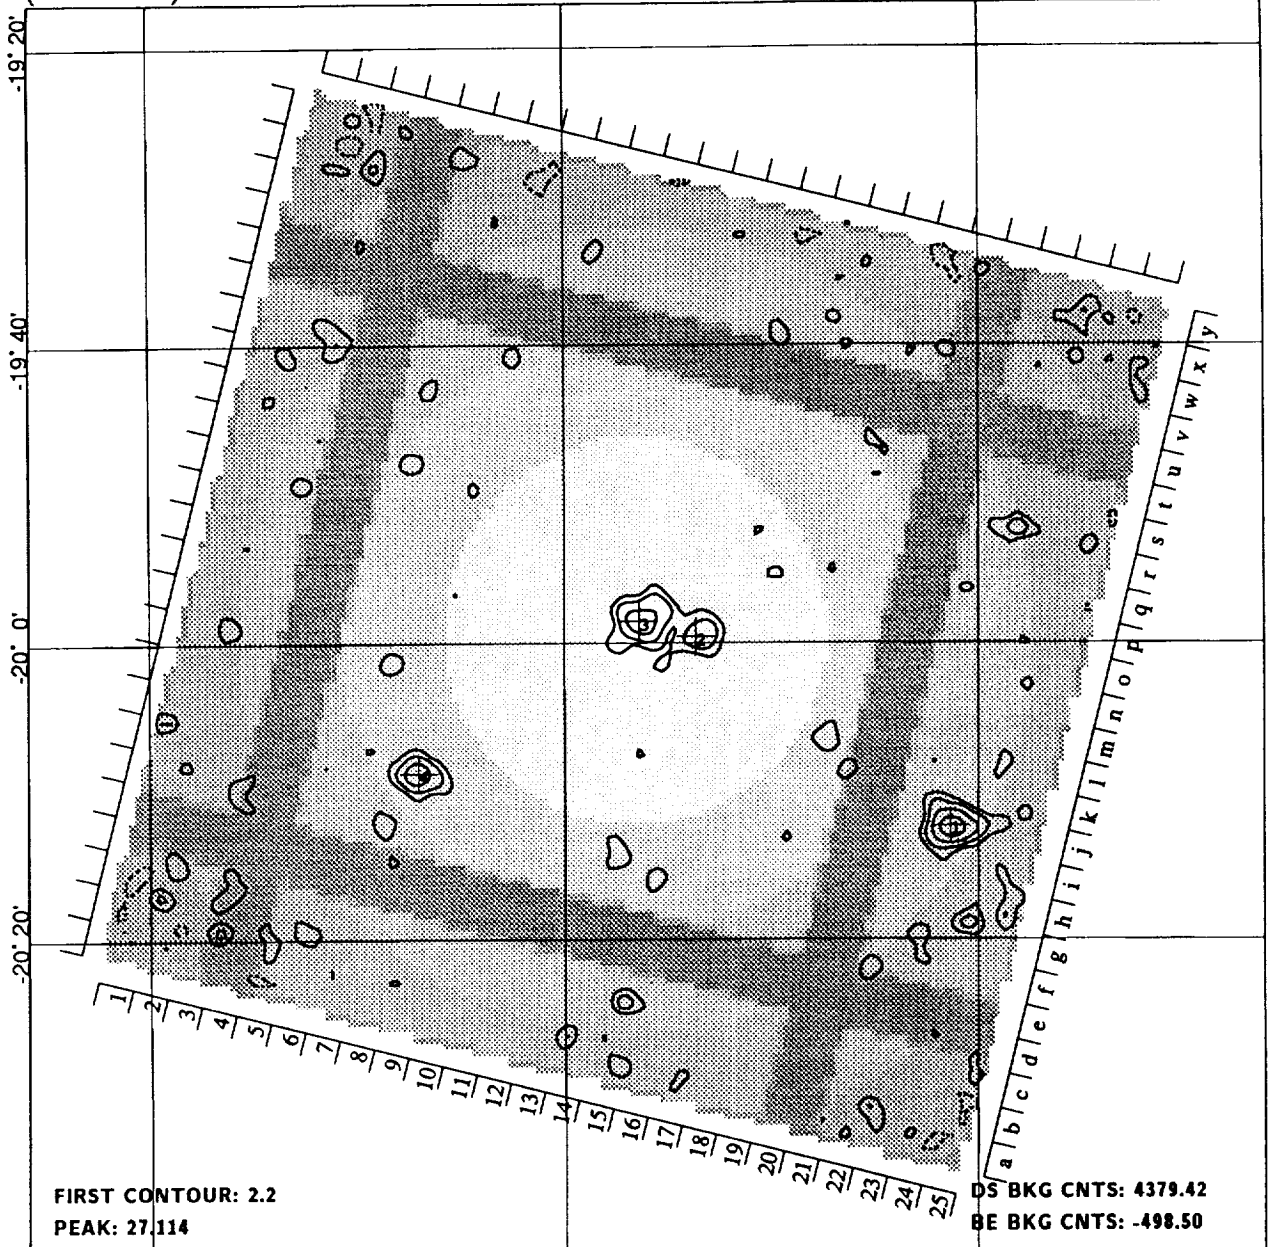 -19° 20'
-19° 40'
-20° 0'
-20° 20'
y
x
w
v
u
t
s
r
q
p
o
n
m
l
k
j
i
h
g
f
e
d
c
b
a
1 2 3 4 5 6 7 8 9 10 11 12 13 14 15 16 17 18 19 20 21 22 23 24 25
3
2
FIRST CONTOUR: 2.2
PEAK: 27.114
DS BKG CNTS: 4379.42
BE BKG CNTS: -498.50